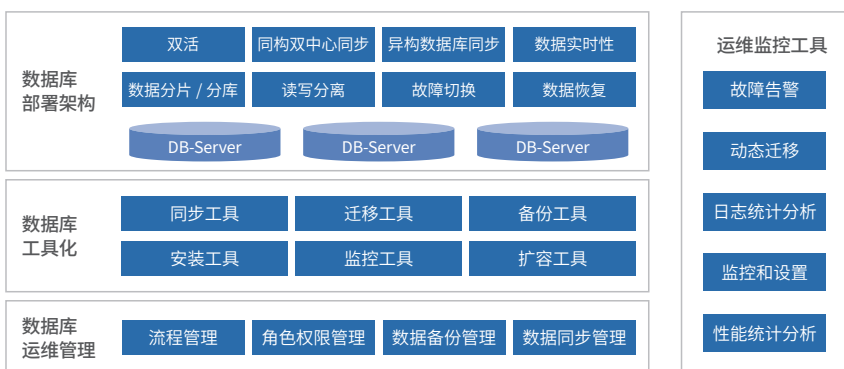 数据库
部署架构
双活
同构双中心同步
异构数据库同步
数据实时性
数据分片 / 分库
读写分离
故障切换
数据恢复
DB-Server
DB-Server
DB-Server
数据库
工具化
同步工具
迁移工具
备份工具
安装工具
监控工具
扩容工具
数据库
运维管理
流程管理
角色权限管理
数据备份管理
数据同步管理
运维监控工具
故障告警
动态迁移
日志统计分析
监控和设置
性能统计分析